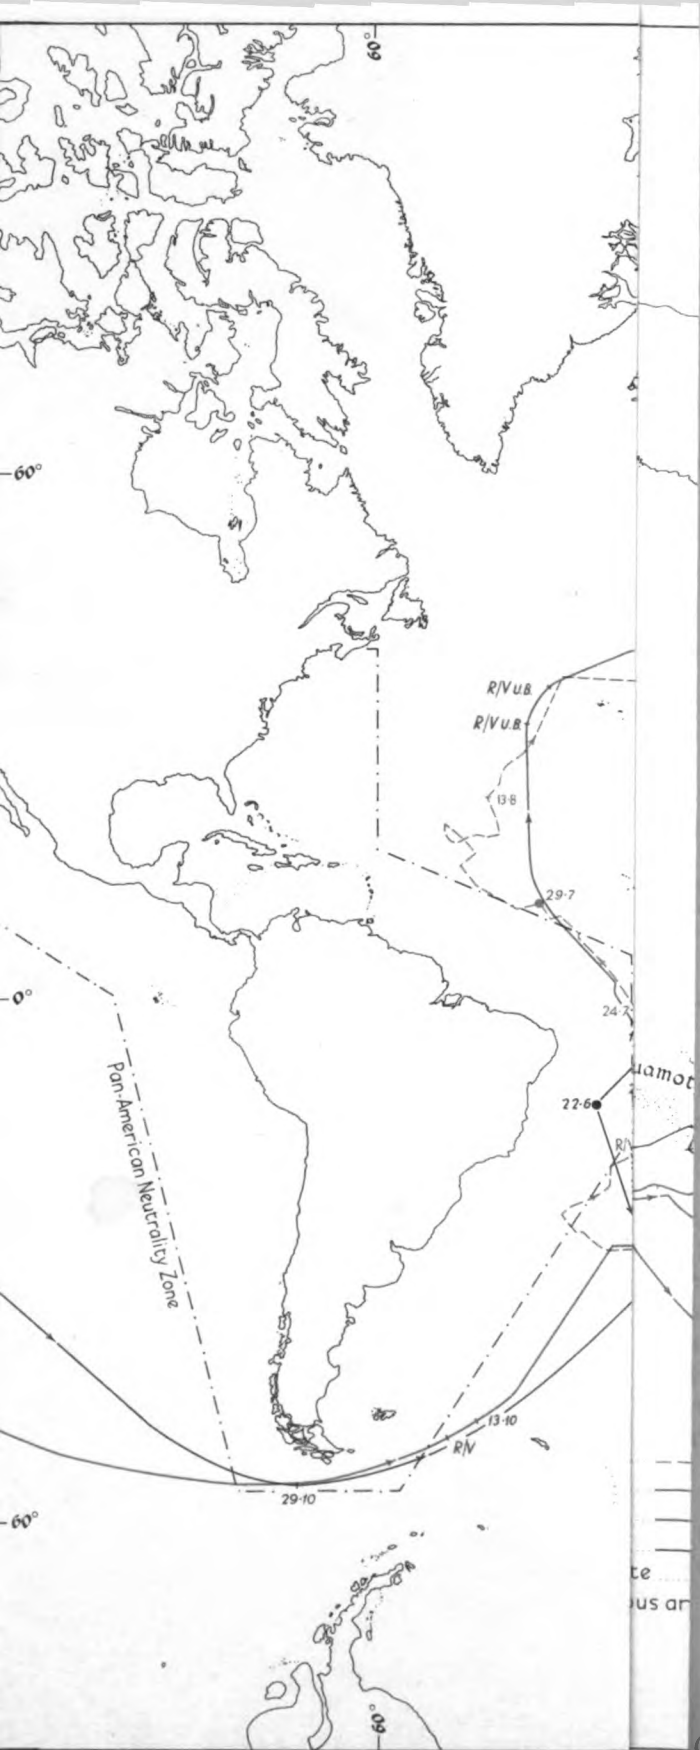 60°
60°
R/V U.B.
R/V U.B.
13·8
29·7
0°
24·7
uamot
Pan-American Neutrality Zone
22·6
R/
13·10
R/V
29·10
60°
te
ous ar
60°